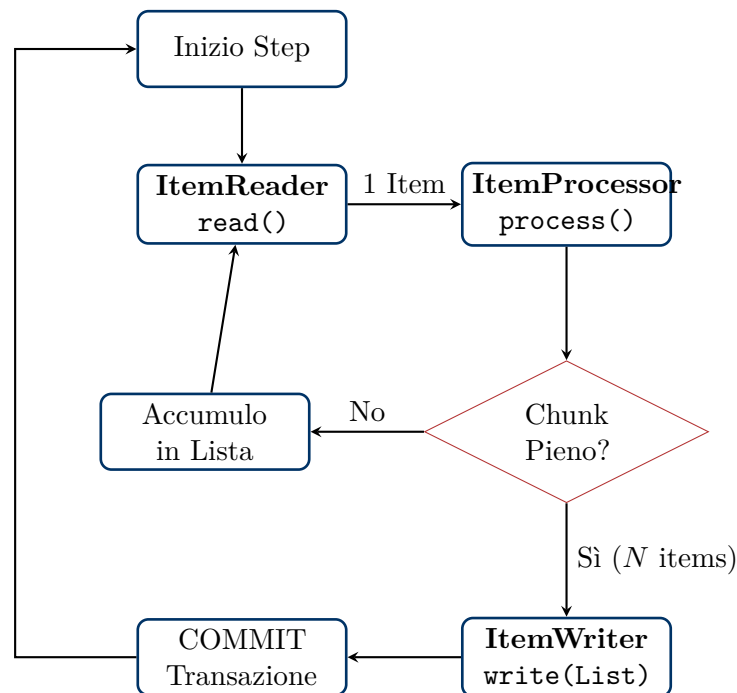 Inizio Step
ItemReader
read()
1 Item
ItemProcessor
process()
Accumulo
in Lista
No
Chunk
Pieno?
Sì (N items)
COMMIT
Transazione
ItemWriter
write(List)